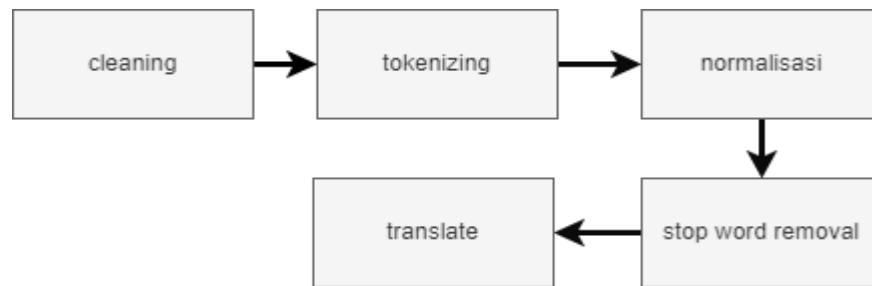 cleaning
tokenizing
normalisasi
stop word removal
translate